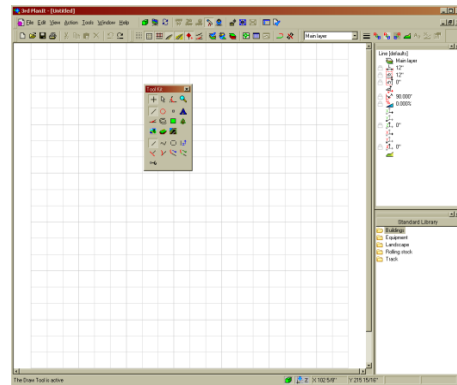 3rd PlanIt - [Untitled]
File Edit View Action Tools Window Help
Main layer
Tool Kit
Line [defaults]
Main layer
12"
12"
0"
90.000°
0.000%
0"
0"
Standard Library
Buildings
Equipment
Landscape
Rolling stock
Track
The Draw Tool is active
2